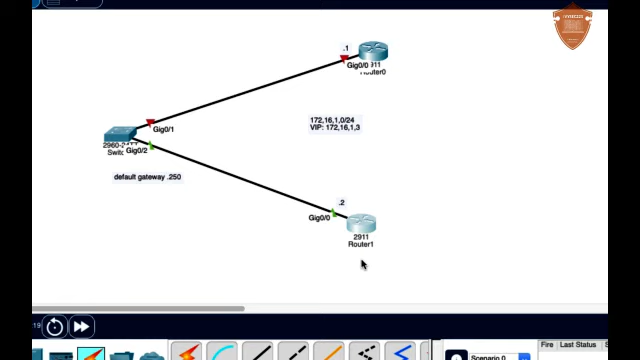 .1
Gig0/0
Router0
Gig0/1
172,16,1,0/24
VIP: 172,16,1,3
Gig0/2
default gateway .250
.2
Gig0/0
2911
Router1
:19
Fire Last Status
Scenario 0